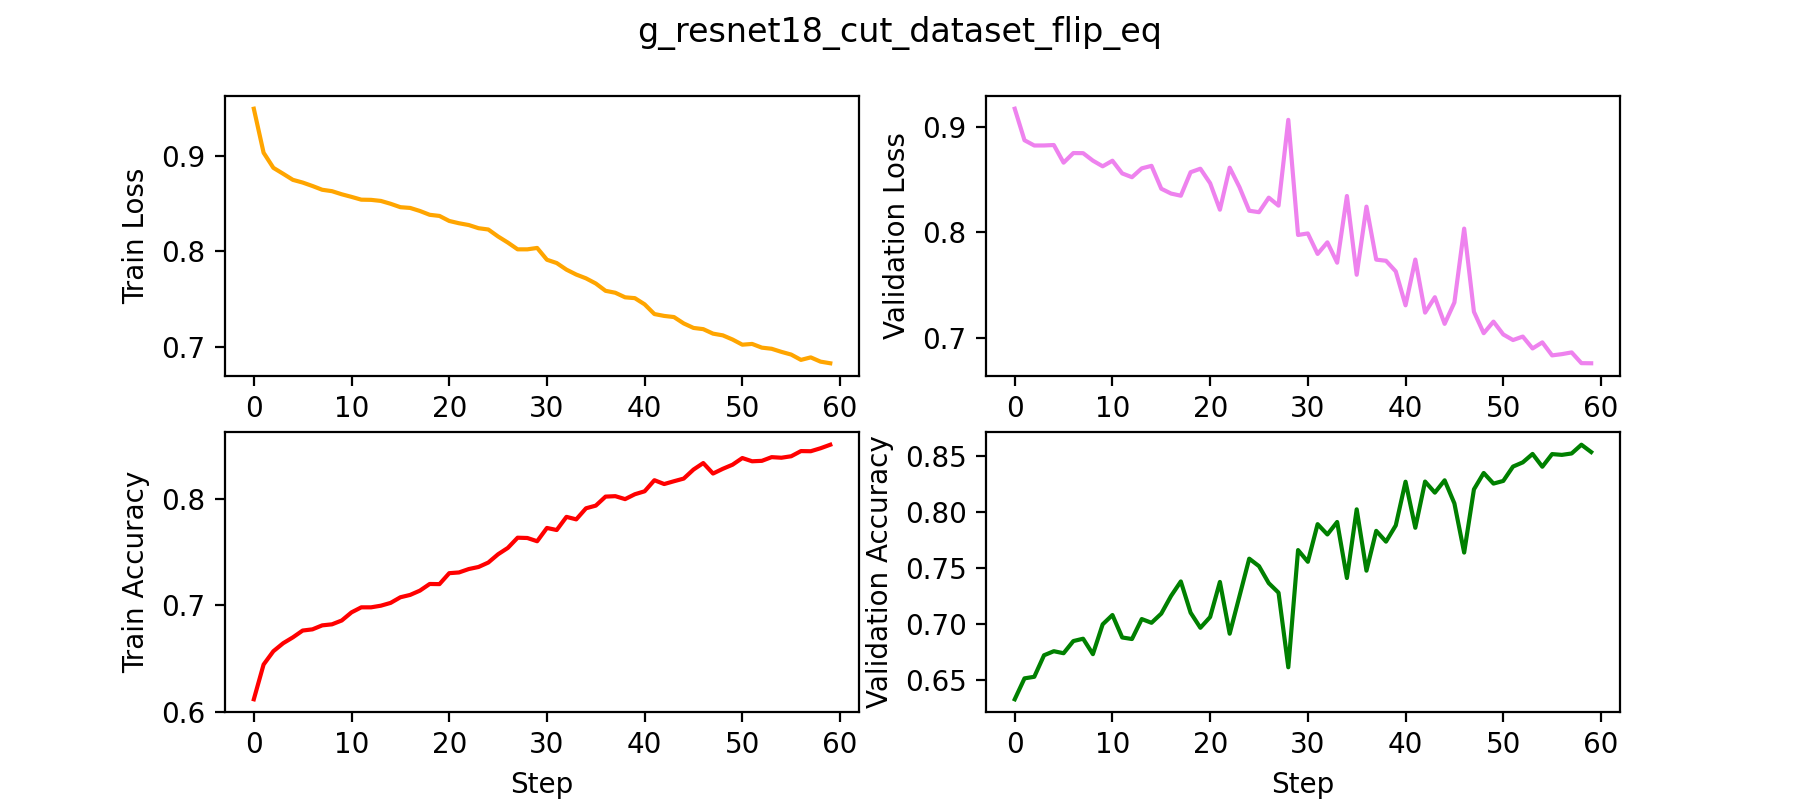 g_resnet18_cut_dataset_flip_eq
Train Loss
0.9
0.8
0.7
0 10 20 30 40 50 60
Validation Loss
0.9
0.8
0.7
0 10 20 30 40 50 60
Train Accuracy
0.8
0.7
0.6
0 10 20 30 40 50 60
Step
Validation Accuracy
0.85
0.80
0.75
0.70
0.65
0 10 20 30 40 50 60
Step